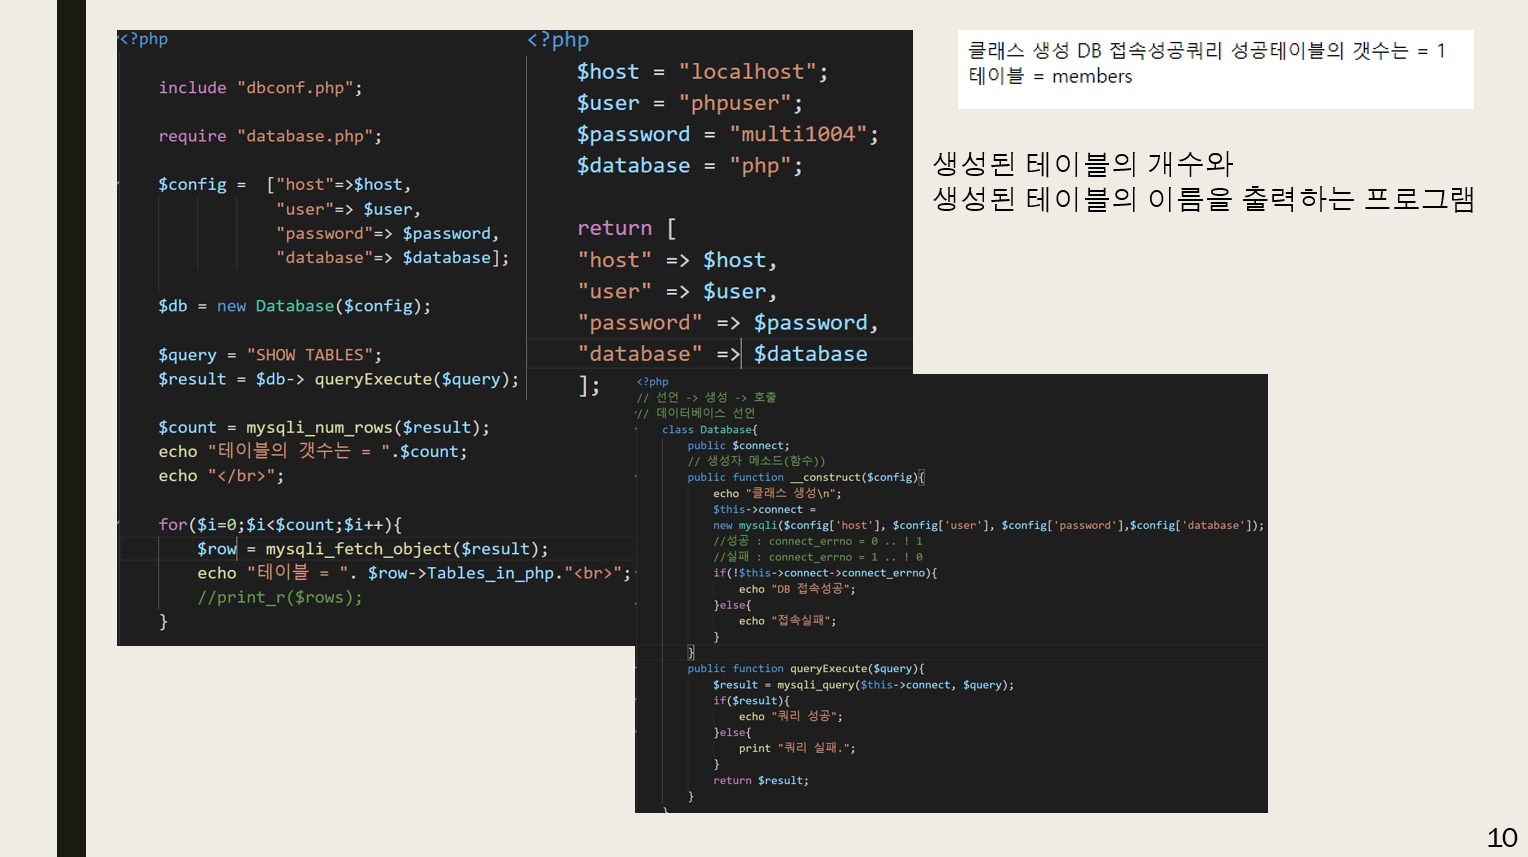 <?php
include "dbconf.php";
require "database.php";
$config =  ["host"=>$host,
"user"=> $user,
"password"=> $password,
"database"=> $database];
$db = new Database($config);
$query = "SHOW TABLES";
$result = $db-> queryExecute($query);
$count = mysqli_num_rows($result);
echo "테이블의 갯수는 = ".$count;
echo "</br>";
for($i=0;$i<$count;$i++){
$row = mysqli_fetch_object($result);
echo "테이블 = ". $row->Tables_in_php."<br>";
//print_r($rows);
}
<?php
$host = "localhost";
$user = "phpuser";
$password = "multi1004";
$database = "php";
return [
"host" => $host,
"user" => $user,
"password" => $password,
"database" => $database
];
<?php
// 선언 -> 생성 -> 호출
// 데이터베이스 선언
class Database{
public $connect;
// 생성자 메소드(함수))
public function __construct($config){
echo "클래스 생성\n";
$this->connect =
new mysqli($config['host'], $config['user'], $config['password'],$config['database']);
//성공 : connect_errno = 0 .. ! 1
//실패 : connect_errno = 1 .. ! 0
if(!$this->connect->connect_errno){
echo "DB 접속성공";
}else{
echo "접속실패";
}
}
public function queryExecute($query){
$result = mysqli_query($this->connect, $query);
if($result){
echo "쿼리 성공";
}else{
print "쿼리 실패.";
}
return $result;
}
}
클래스 생성 DB 접속성공쿼리 성공테이블의 갯수는 = 1
테이블 = members
생성된 테이블의 개수와
생성된 테이블의 이름을 출력하는 프로그램
10